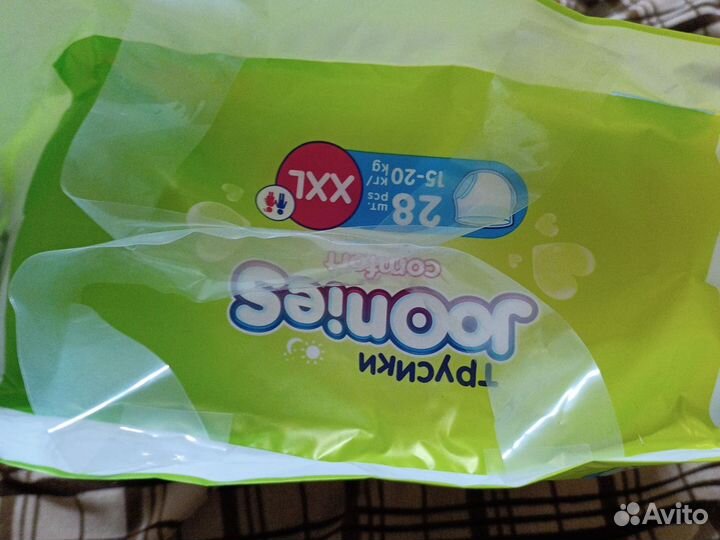 трусики
Joonies
comfort
28 шт. pcs
15-20 кг/kg
XXL
Avito